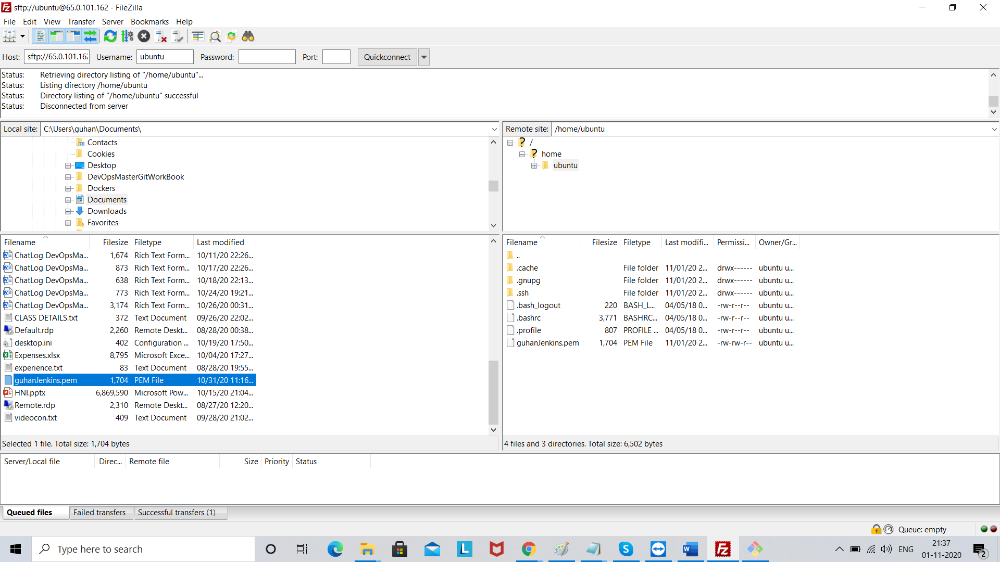 sftp://ubuntu@65.0.101.162 - FileZilla
File Edit View Transfer Server Bookmarks Help
Host: sftp://65.0.101.162 Username: ubuntu Password: Port: Quickconnect
Status: Retrieving directory listing of "/home/ubuntu"...
Status: Listing directory /home/ubuntu
Status: Directory listing of "/home/ubuntu" successful
Status: Disconnected from server
Local site: C:\Users\guhan\Documents\
Contacts
Cookies
Desktop
DevOpsMasterGitWorkBook
Dockers
Documents
Downloads
Favorites
Remote site: /home/ubuntu
/
home
ubuntu
Filename Filesize Filetype Last modified
ChatLog DevOpsMa... 1,674 Rich Text Form... 10/11/20 22:26...
ChatLog DevOpsMa... 873 Rich Text Form... 10/17/20 22:26...
ChatLog DevOpsMa... 638 Rich Text Form... 10/18/20 22:13...
ChatLog DevOpsMa... 773 Rich Text Form... 10/24/20 19:21...
ChatLog DevOpsMa... 3,174 Rich Text Form... 10/26/20 00:31...
CLASS DETAILS.txt 372 Text Document 09/26/20 22:02...
Default.rdp 2,260 Remote Deskt... 08/28/20 00:38...
desktop.ini 402 Configuration ... 10/19/20 17:50...
Expenses.xlsx 8,795 Microsoft Exce... 10/04/20 17:27...
experience.txt 83 Text Document 08/28/20 19:55...
guhanJenkins.pem 1,704 PEM File 10/31/20 11:16...
HNI.pptx 6,869,590 Microsoft Pow... 10/15/20 21:04...
Remote.rdp 2,310 Remote Deskt... 08/27/20 12:20...
videocon.txt 409 Text Document 09/28/20 21:02...
Selected 1 file. Total size: 1,704 bytes
Filename Filesize Filetype Last modifi... Permissi... Owner/Gr...
..
.cache File folder 11/01/20 2... drwx------ ubuntu u...
.gnupg File folder 11/01/20 2... drwx------ ubuntu u...
.ssh File folder 11/01/20 2... drwx------ ubuntu u...
.bash_logout 220 BASH_L... 04/05/18 0... -rw-r--r-- ubuntu u...
.bashrc 3,771 BASHRC... 04/05/18 0... -rw-r--r-- ubuntu u...
.profile 807 PROFILE ... 04/05/18 0... -rw-r--r-- ubuntu u...
guhanJenkins.pem 1,704 PEM File 11/01/20 2... -rw-rw-r-- ubuntu u...
4 files and 3 directories. Total size: 6,502 bytes
Server/Local file Direc... Remote file Size Priority Status
Queued files Failed transfers Successful transfers (1)
Queue: empty
Type here to search
ENG
21:37
01-11-2020
2